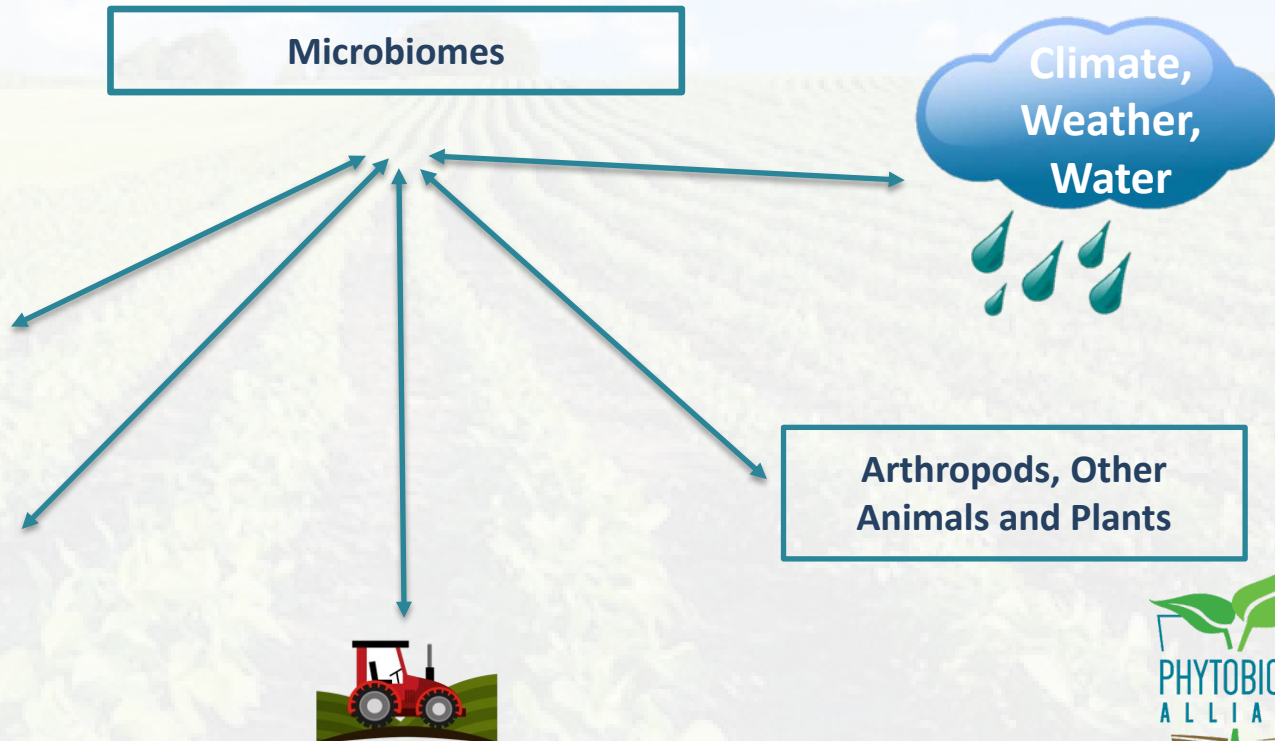 Microbiomes
Climate,
Weather,
Water
Arthropods, Other
Animals and Plants